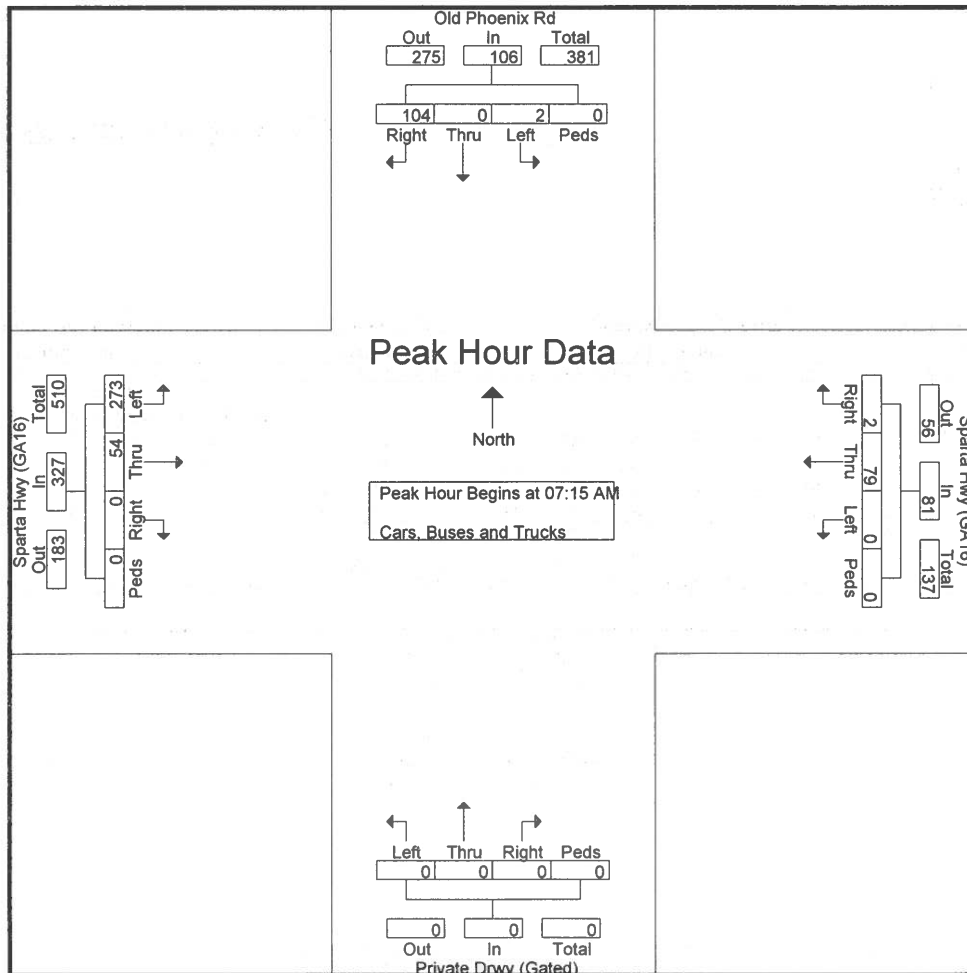 Old Phoenix Rd
Out In Total
275 106 381
104 0 2 0
Right Thru Left Peds
Peak Hour Data
North
Peak Hour Begins at 07:15 AM
Cars, Buses and Trucks
Sparta Hwy (GA16)
Total In Out
510 327 183
273 54 0 0
Left Thru Right Peds
Right Thru Left Peds
2 79 0 0
56 81 137
Out In Total
Sparta Hwy (GA16)
Left Thru Right Peds
0 0 0 0
0 0 0
Out In Total
Private Drwy (Gated)